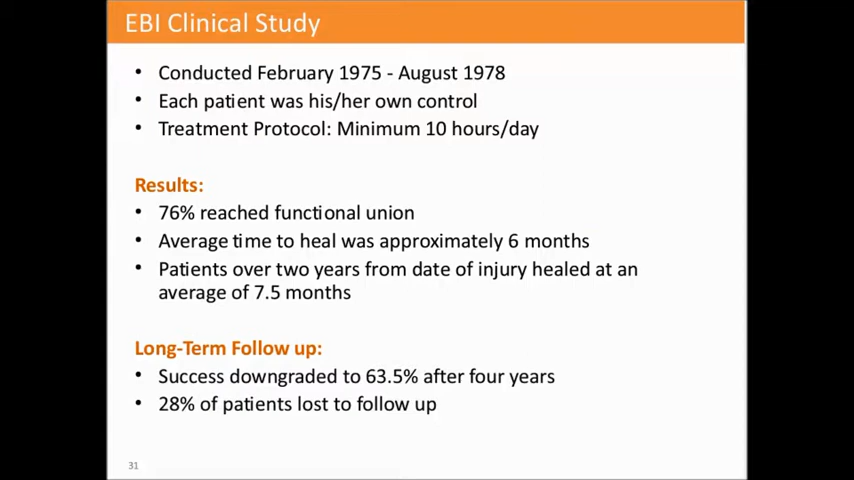 EBI Clinical Study
• Conducted February 1975 - August 1978
• Each patient was his/her own control
• Treatment Protocol: Minimum 10 hours/day
Results:
• 76% reached functional union
• Average time to heal was approximately 6 months
• Patients over two years from date of injury healed at an
average of 7.5 months
Long-Term Follow up:
• Success downgraded to 63.5% after four years
• 28% of patients lost to follow up
31